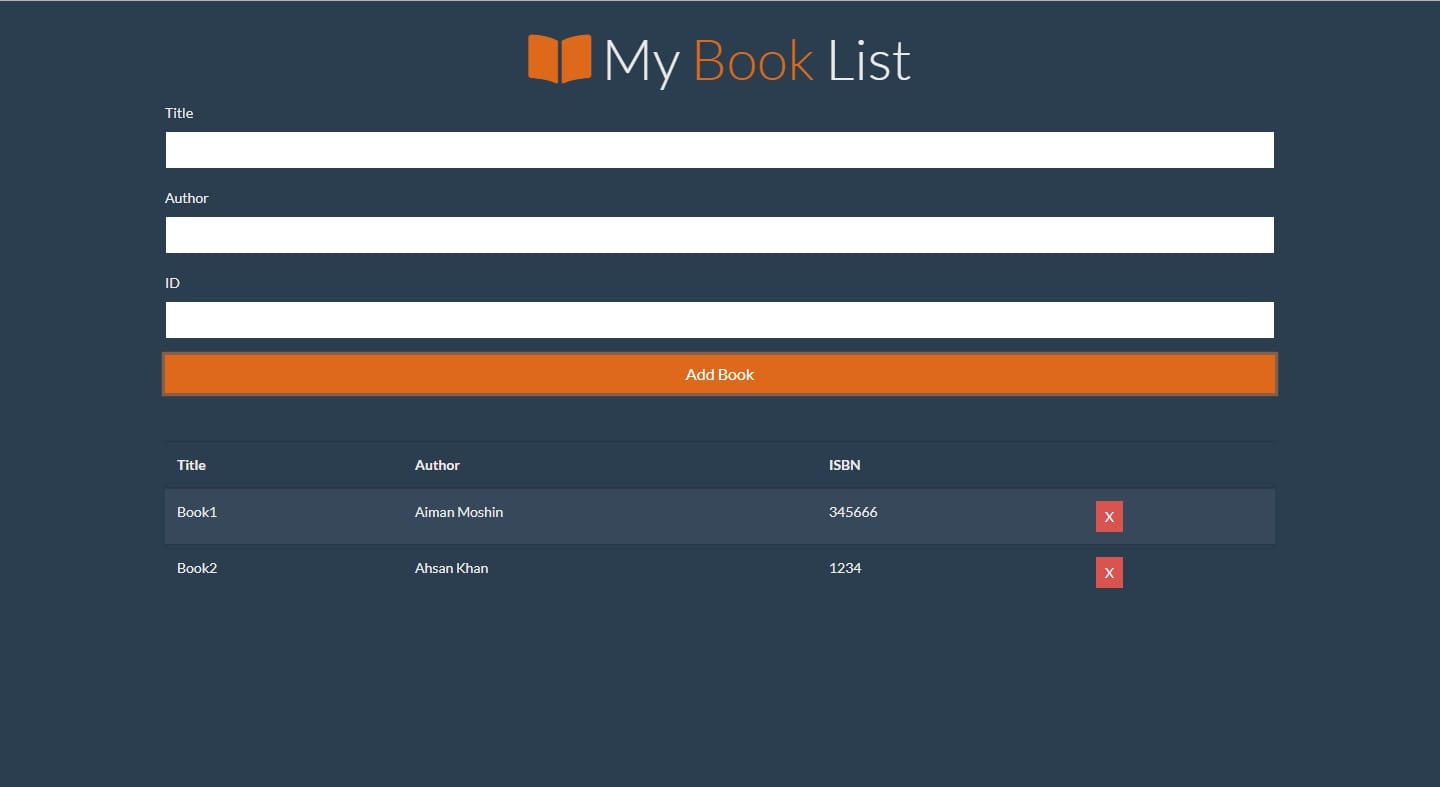 My Book List
Title
Author
ID
Add Book
Title Author ISBN
Book1 Aiman Moshin 345666 X
Book2 Ahsan Khan 1234 X